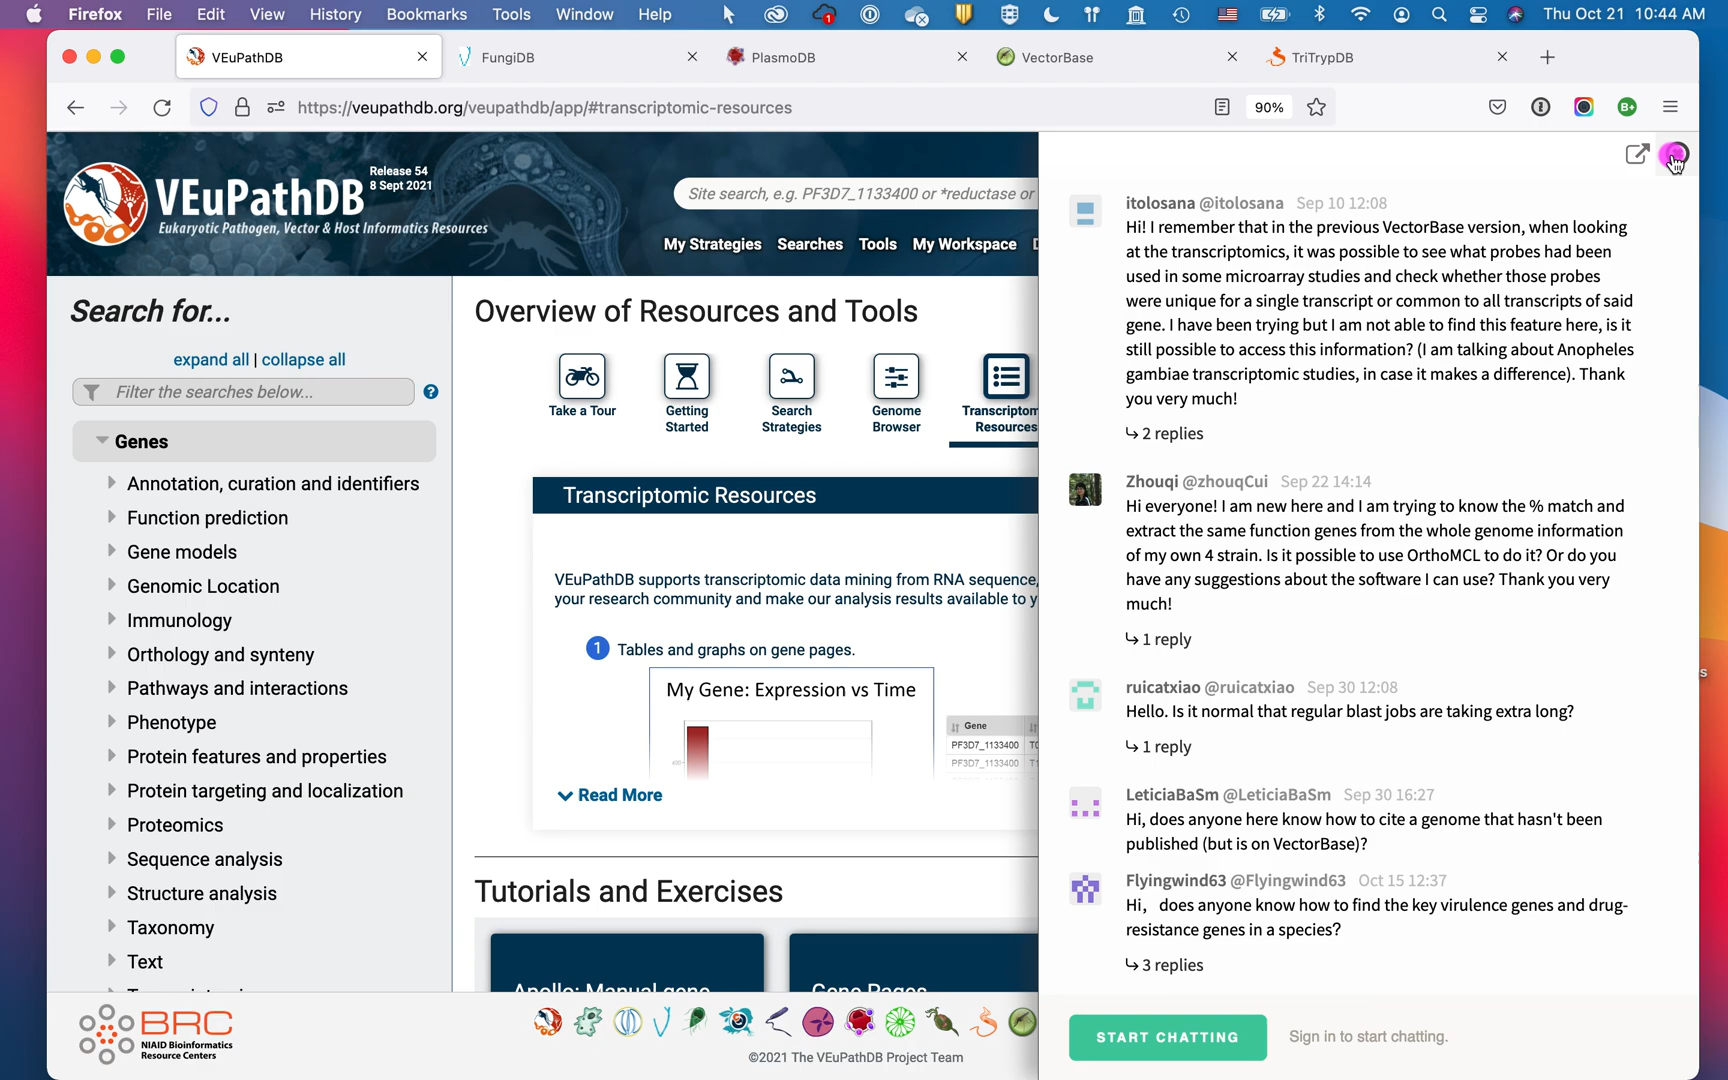 Firefox File Edit View History Bookmarks Tools Window Help
1
Thu Oct 21 10:44 AM
VEuPathDB
FungiDB
PlasmoDB
VectorBase
TriTrypDB
https://veupathdb.org/veupathdb/app/#transcriptomic-resources
90%
B+
VEuPathDB
Release 54
8 Sept 2021
Eukaryotic Pathogen, Vector & Host Informatics Resources
Site search, e.g. PF3D7_1133400 or *reductase or
My Strategies Searches Tools My Workspace
Search for...
expand all | collapse all
Filter the searches below...
?
Genes
Annotation, curation and identifiers
Function prediction
Gene models
Genomic Location
Immunology
Orthology and synteny
Pathways and interactions
Phenotype
Protein features and properties
Protein targeting and localization
Proteomics
Sequence analysis
Structure analysis
Taxonomy
Text
Overview of Resources and Tools
Take a Tour
Getting
Started
Search
Strategies
Genome
Browser
Transcriptom
Resources
Transcriptomic Resources
VEuPathDB supports transcriptomic data mining from RNA sequence,
your research community and make our analysis results available to y
1 Tables and graphs on gene pages.
My Gene: Expression vs Time
Gene
PF3D7_1133400
PF3D7_1133400
Read More
Tutorials and Exercises
Apollo: Manual gene
Gene Pages
BRC
NIAID Bioinformatics
Resource Centers
©2021 The VEuPathDB Project Team
itolosana @itolosana Sep 10 12:08
Hi! I remember that in the previous VectorBase version, when looking
at the transcriptomics, it was possible to see what probes had been
used in some microarray studies and check whether those probes
were unique for a single transcript or common to all transcripts of said
gene. I have been trying but I am not able to find this feature here, is it
still possible to access this information? (I am talking about Anopheles
gambiae transcriptomic studies, in case it makes a difference). Thank
you very much!
2 replies
Zhouqi @zhouqCui Sep 22 14:14
Hi everyone! I am new here and I am trying to know the % match and
extract the same function genes from the whole genome information
of my own 4 strain. Is it possible to use OrthoMCL to do it? Or do you
have any suggestions about the software I can use? Thank you very
much!
1 reply
ruicatxiao @ruicatxiao Sep 30 12:08
Hello. Is it normal that regular blast jobs are taking extra long?
1 reply
LeticiaBaSm @LeticiaBaSm Sep 30 16:27
Hi, does anyone here know how to cite a genome that hasn't been
published (but is on VectorBase)?
Flyingwind63 @Flyingwind63 Oct 15 12:37
Hi， does anyone know how to find the key virulence genes and drug-
resistance genes in a species?
3 replies
START CHATTING
Sign in to start chatting.